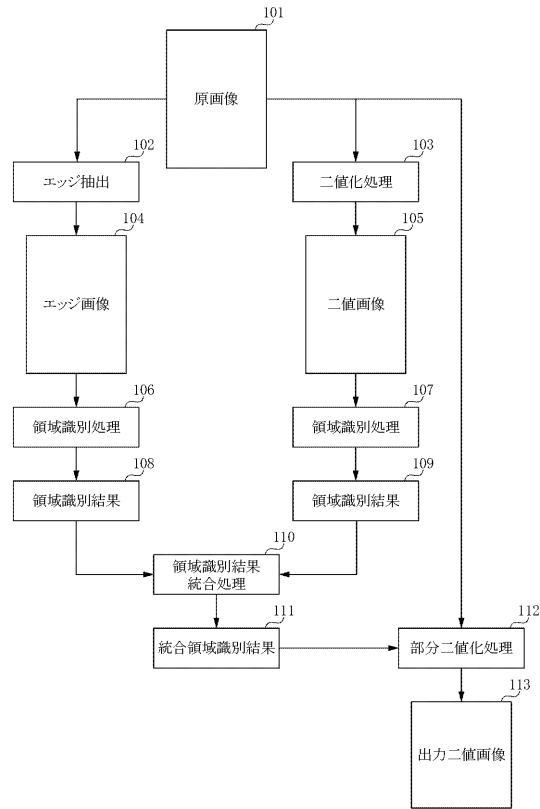 101
原画像
102
エッジ抽出
103
二値化処理
104
エッジ画像
105
二値画像
106
領域識別処理
107
領域識別処理
108
領域識別結果
109
領域識別結果
110
領域識別結果
統合処理
111
統合領域識別結果
112
部分二値化処理
113
出力二値画像